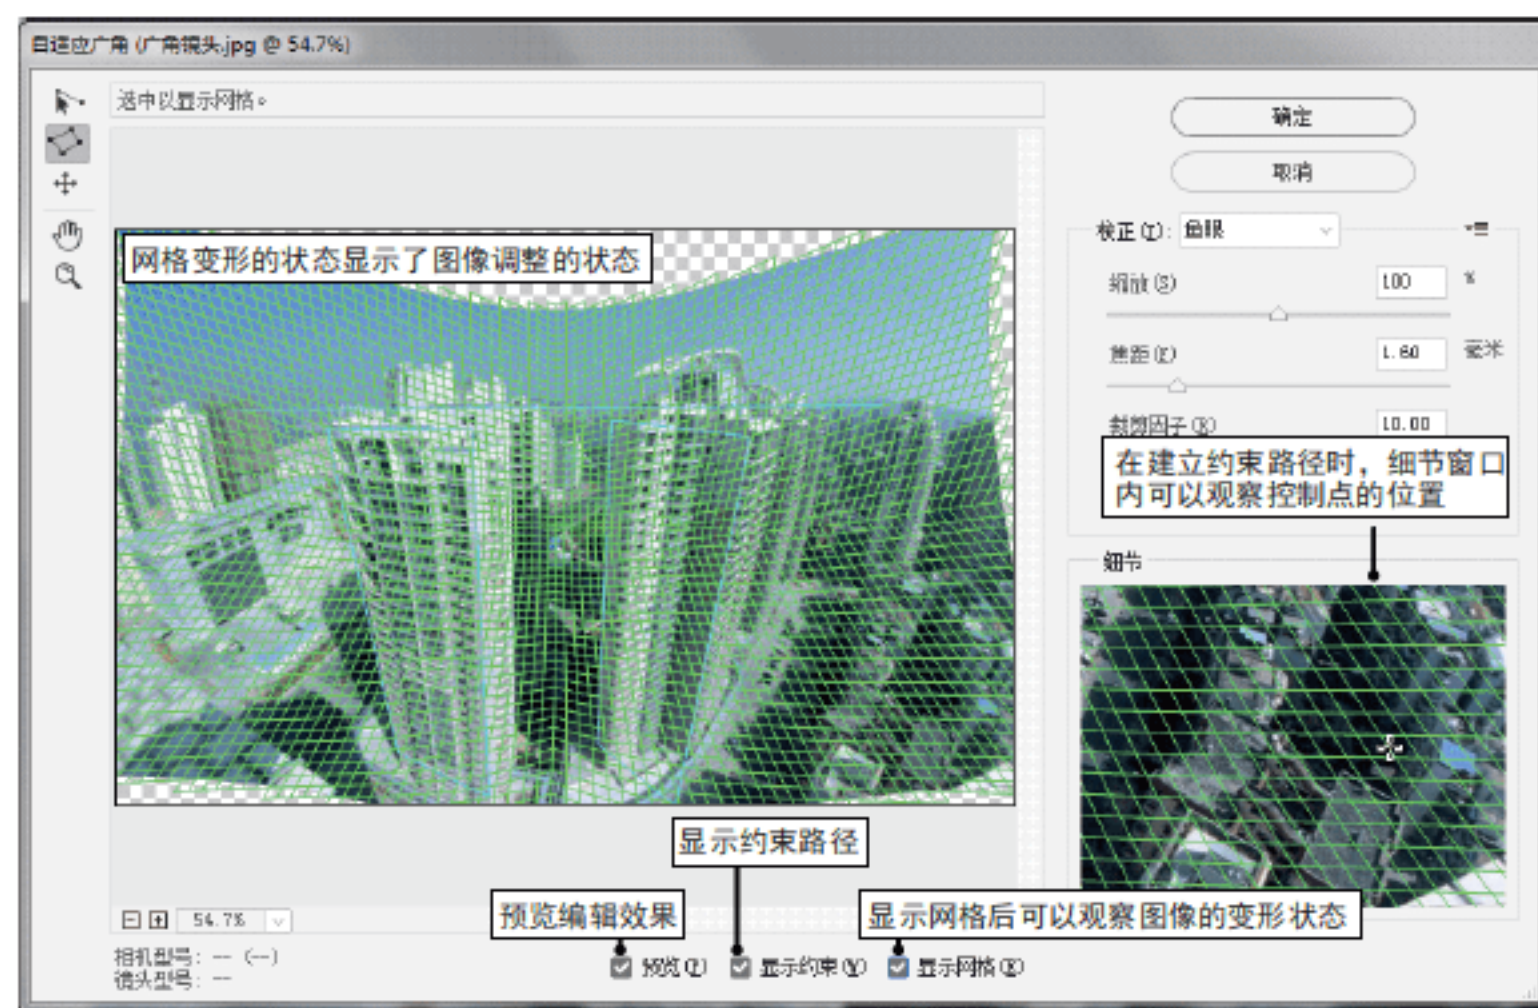 自适应广角 (广角镜头.jpg @ 54.7%)
选中以显示网格。
确定
取消
校正(T): 鱼眼
缩放(S) 100 %
焦距(F) 1.60 毫米
裁剪因子(R) 10.00
网格变形的状态显示了图像调整的状态
在建立约束路径时，细节窗口
内可以观察控制点的位置
细节
显示约束路径
预览编辑效果
显示网格后可以观察图像的变形状态
54.7%
相机型号: -- (--)
镜头型号: --
预览(P) 显示约束(W) 显示网格(E)